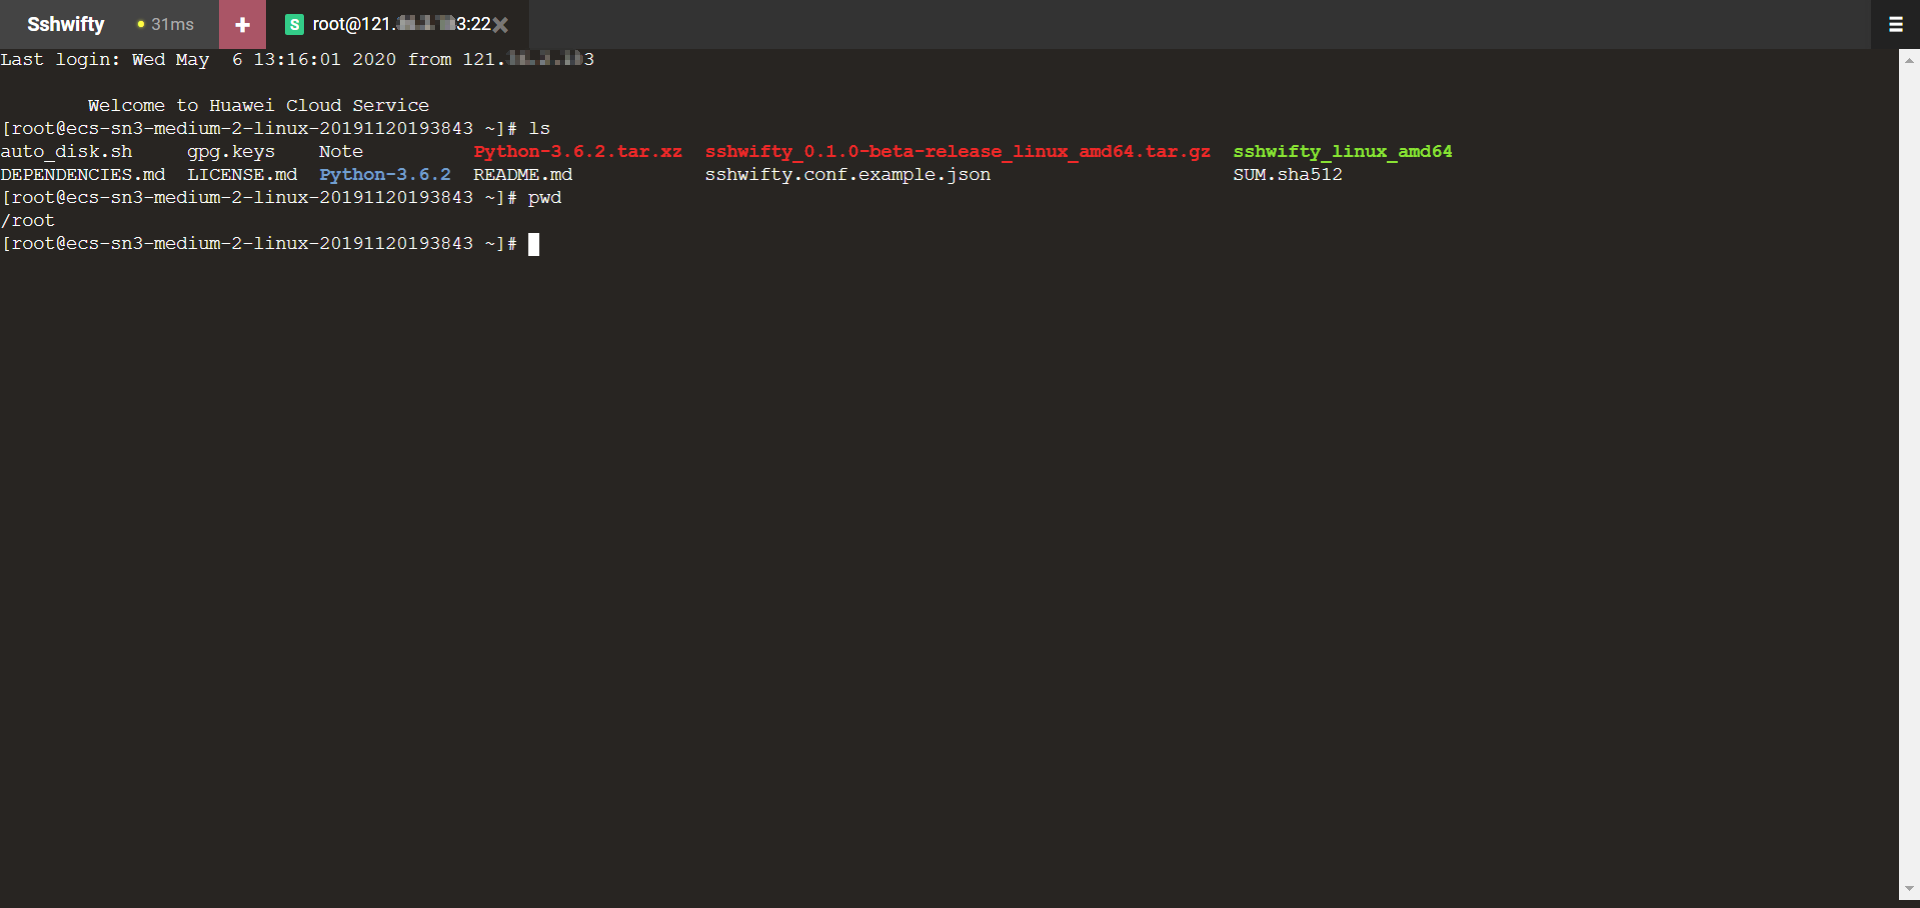 Sshwifty 31ms + S root@121. 3:22
Last login: Wed May  6 13:16:01 2020 from 121. 3
Welcome to Huawei Cloud Service
[root@ecs-sn3-medium-2-linux-20191120193843 ~]# ls
auto_disk.sh gpg.keys Note Python-3.6.2.tar.xz sshwifty_0.1.0-beta-release_linux_amd64.tar.gz sshwifty_linux_amd64
DEPENDENCIES.md LICENSE.md Python-3.6.2 README.md sshwifty.conf.example.json SUM.sha512
[root@ecs-sn3-medium-2-linux-20191120193843 ~]# pwd
/root
[root@ecs-sn3-medium-2-linux-20191120193843 ~]#